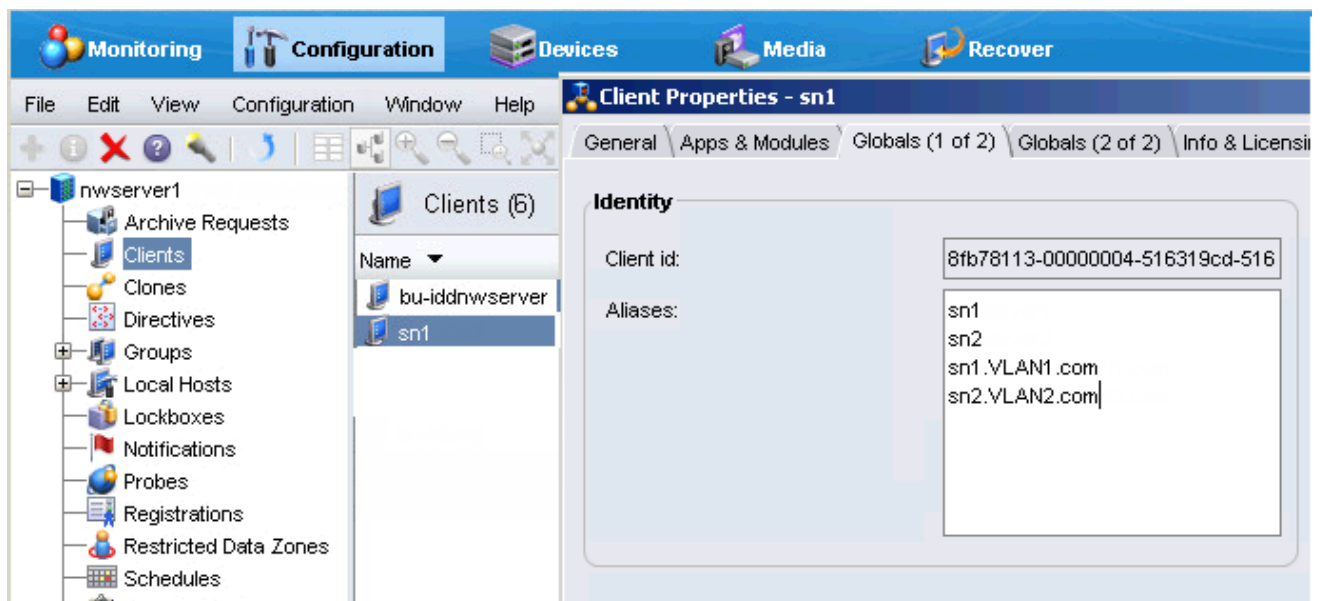 Monitoring Configuration Devices Media Recover
File Edit View Configuration Window Help
Client Properties - sn1
General Apps & Modules Globals (1 of 2) Globals (2 of 2) Info & Licensi
nwserver1
Archive Requests
Clients
Clones
Directives
Groups
Local Hosts
Lockboxes
Notifications
Probes
Registrations
Restricted Data Zones
Schedules
Clients (6)
Name
bu-iddnwserver
sn1
Identity
Client id: 8fb78113-00000004-516319cd-516
Aliases:
sn1
sn2
sn1.VLAN1.com
sn2.VLAN2.com